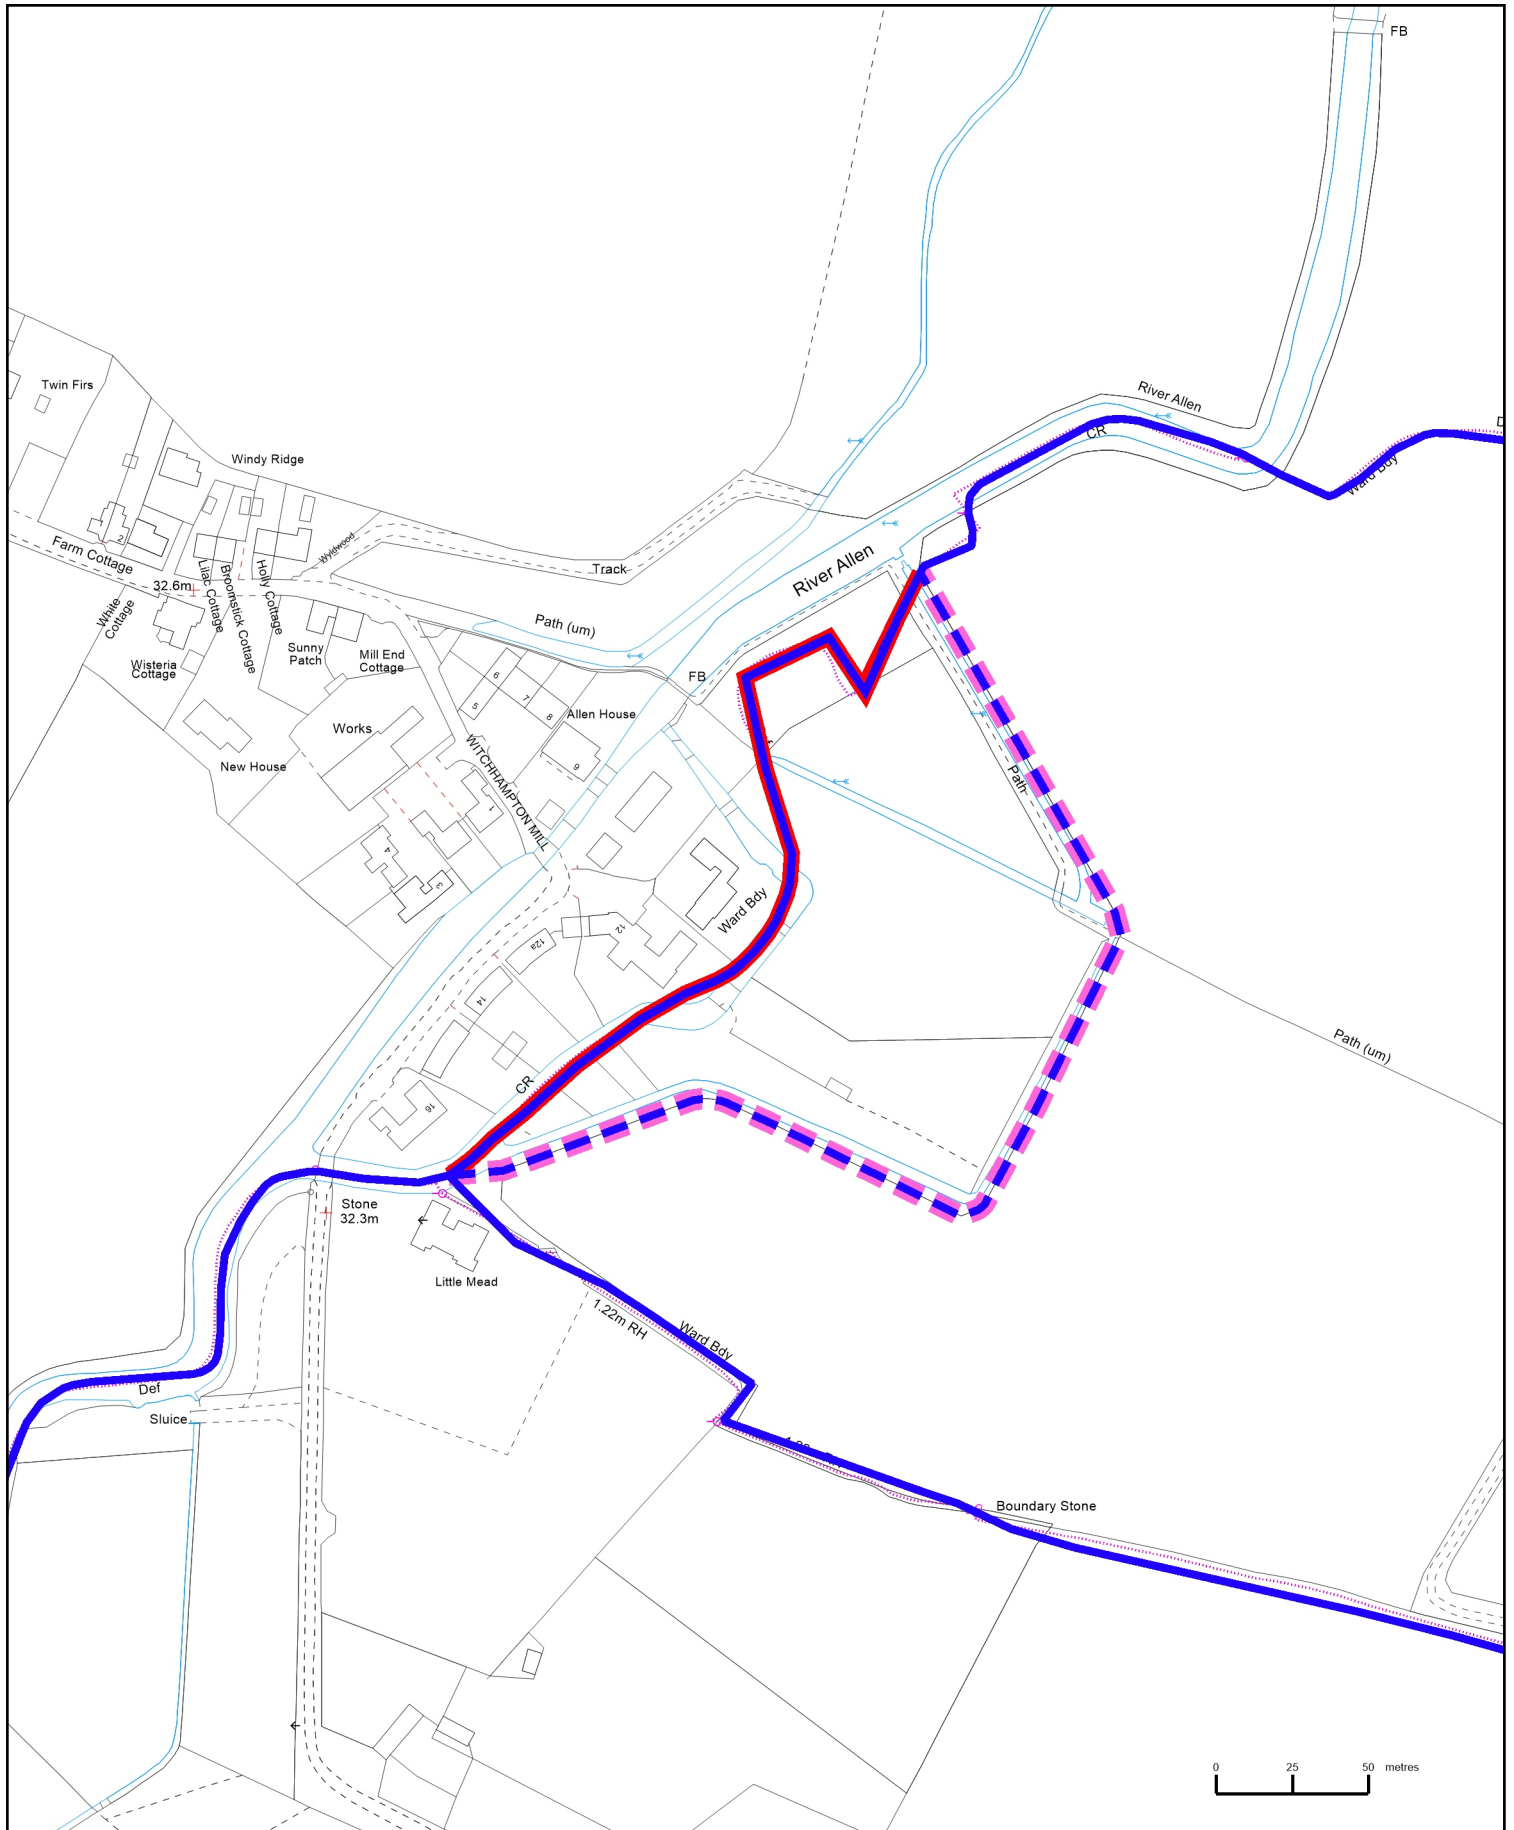 FB
River Allen
CR
Ward Bdy
D
Twin Firs
Windy Ridge
2
Wyldwood
Farm Cottage
32.6m
Lilac Cottage
Broomstick Cottage
Holly Cottage
White
Cottage
Track
River Allen
Path (um)
Sunny
Patch
Mill End
Cottage
Wisteria
Cottage
FB
5
6
7
8
Allen House
9
Works
New House
WITCHHAMPTON MILL
1
4
3
Path
Ward Bdy
12
12a
14
16
CR
Path (um)
Stone
32.3m
Little Mead
1.22m RH
Ward Bdy
Def
Sluice
Boundary Stone
0 25 50 metres